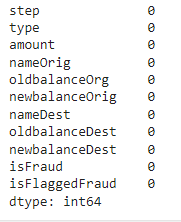 step 0
type 0
amount 0
nameOrig 0
oldbalanceOrg 0
newbalanceOrig 0
nameDest 0
oldbalanceDest 0
newbalanceDest 0
isFraud 0
isFlaggedFraud 0
dtype: int64